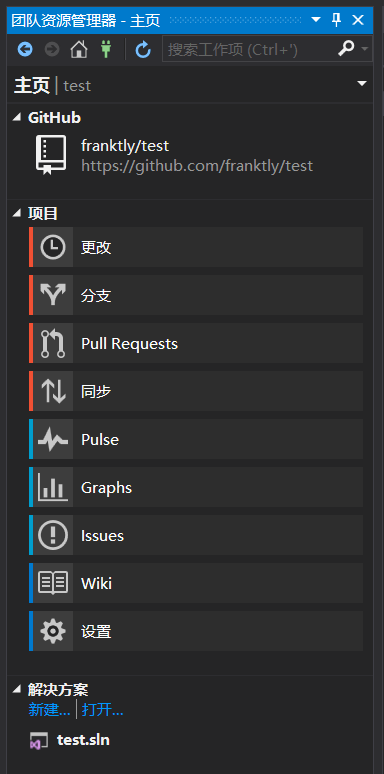 团队资源管理器 - 主页
搜索工作项 (Ctrl+')
主页 | test
GitHub
franktly/test
https://github.com/franktly/test
项目
更改
分支
Pull Requests
同步
Pulse
Graphs
Issues
Wiki
设置
解决方案
新建... | 打开...
test.sln